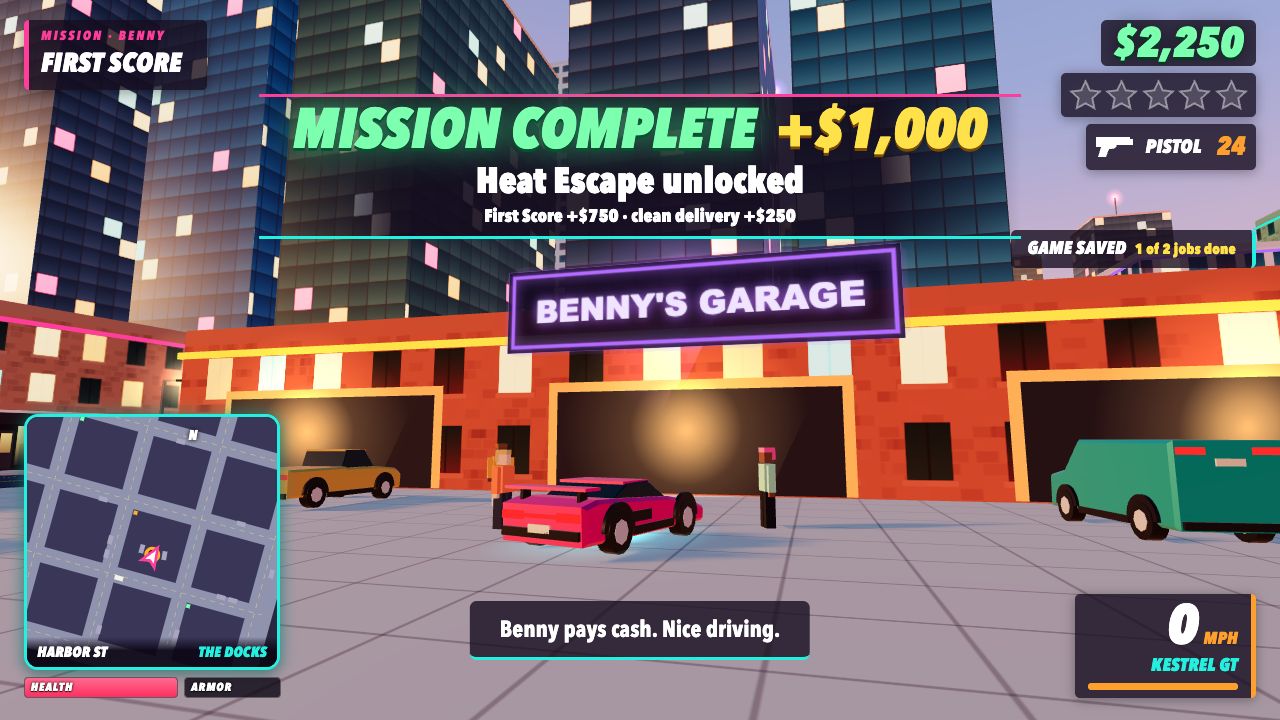 MISSION · BENNY
FIRST SCORE
$2,250
PISTOL 24
MISSION COMPLETE +$1,000
Heat Escape unlocked
First Score +$750 · clean delivery +$250
GAME SAVED 1 of 2 jobs done
BENNY'S GARAGE
N
HARBOR ST THE DOCKS
HEALTH ARMOR
Benny pays cash. Nice driving.
0 MPH
KESTREL GT